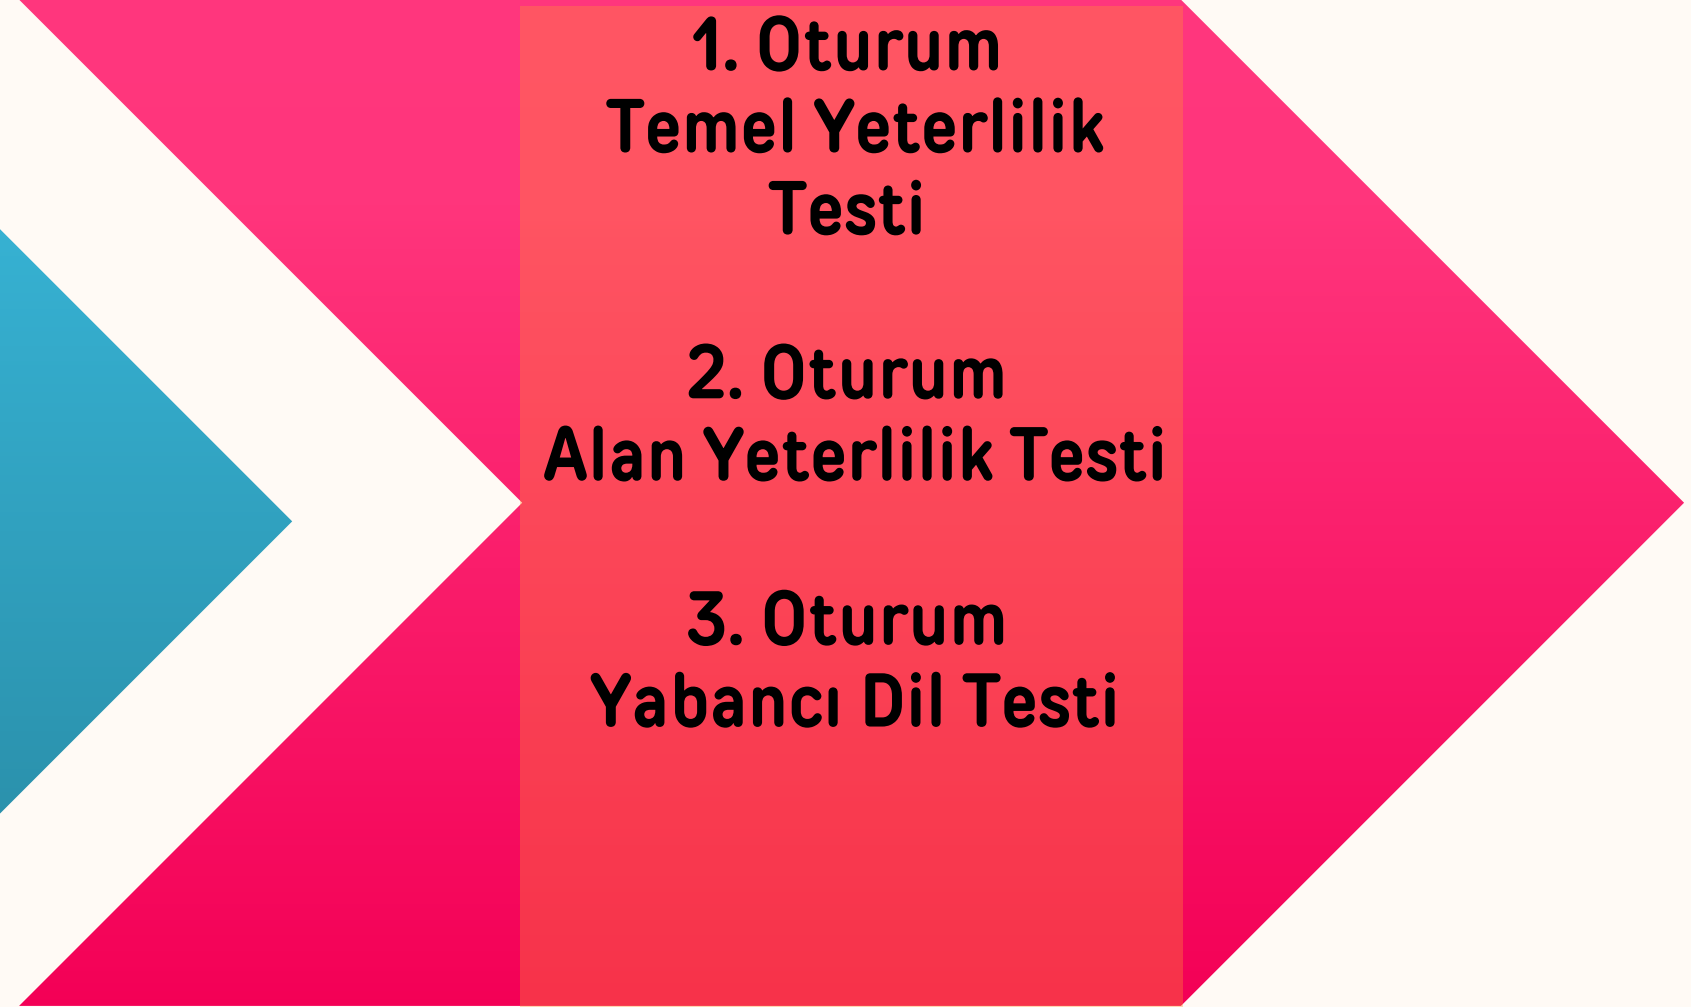 1. Oturum
Temel Yeterlilik
Testi
2. Oturum
Alan Yeterlilik Testi
3. Oturum
Yabancı Dil Testi